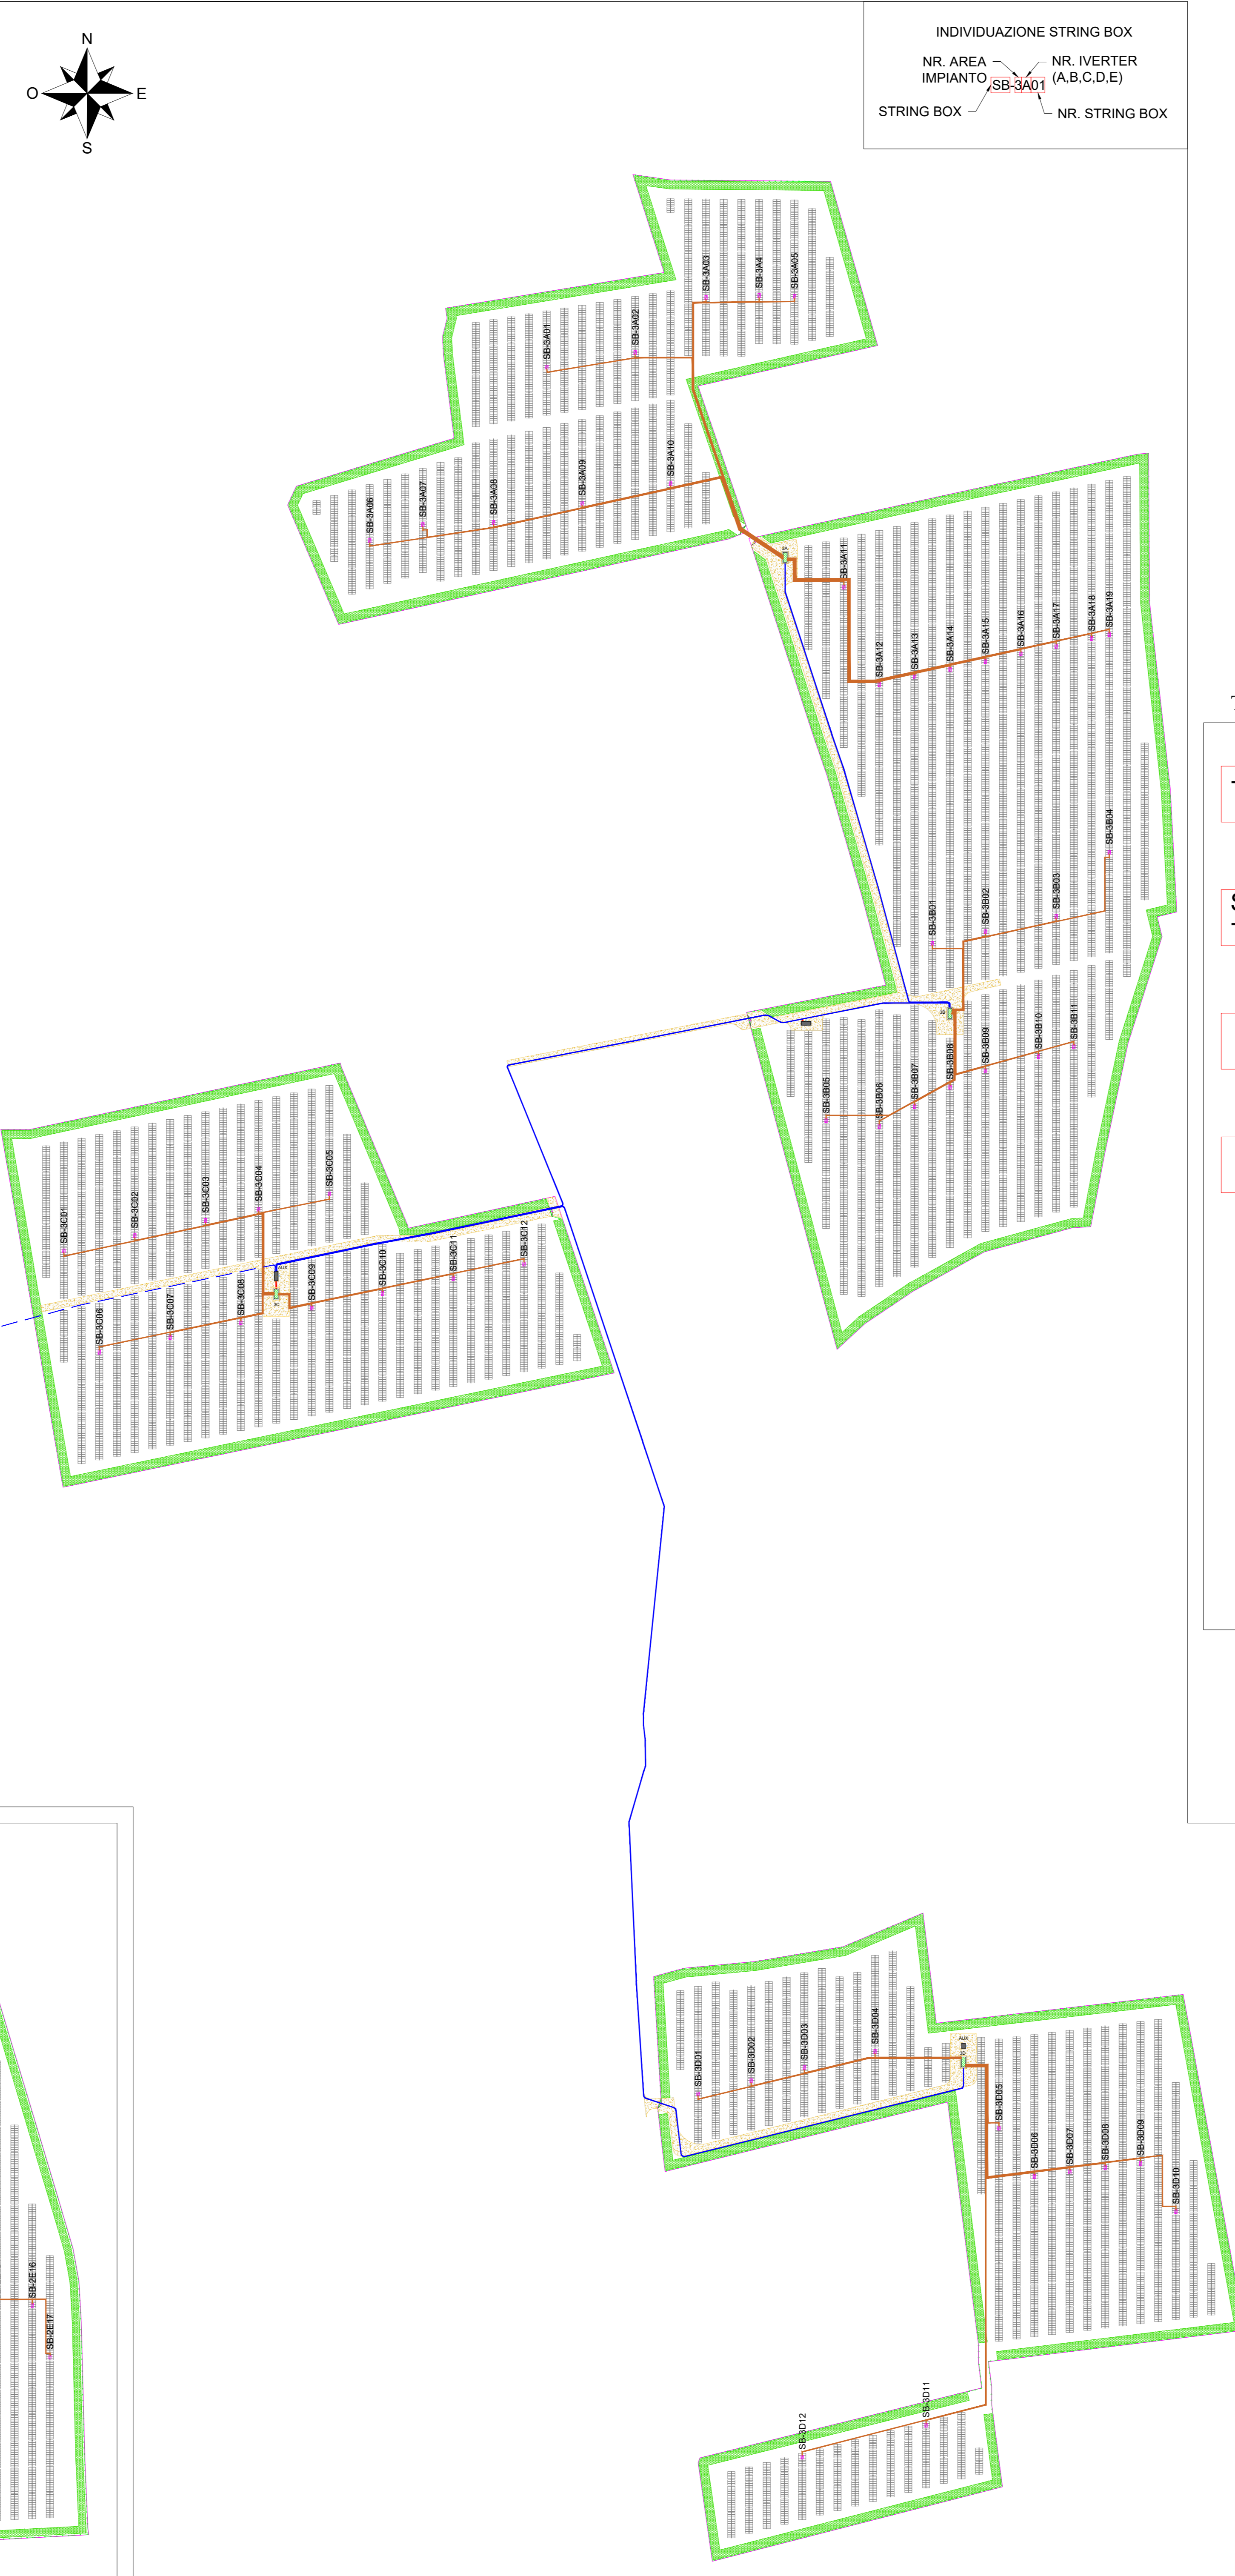 N
O
E
S
INDIVIDUAZIONE STRING BOX
NR. AREA
IMPIANTO
NR. IVERTER
(A,B,C,D,E)
SB-3A01
STRING BOX
NR. STRING BOX
SB-3A03
SB-3A4
SB-3A05
SB-3A01
SB-3A02
SB-3A06
SB-3A07
SB-3A08
SB-3A09
SB-3A10
SB-3A11
SB-3A12
SB-3A13
SB-3A14
SB-3A15
SB-3A16
SB-3A17
SB-3A18
SB-3A19
SB-3B01
SB-3B02
SB-3B03
SB-3B04
SB-3B05
SB-3B06
SB-3B07
SB-3B08
SB-3B09
SB-3B10
SB-3B11
SB-3C01
SB-3C02
SB-3C03
SB-3C04
SB-3C05
SB-3C06
SB-3C07
SB-3C08
AUX
SB-3C09
SB-3C10
SB-3C11
SB-3C12
SB-3D01
SB-3D02
SB-3D03
SB-3D04
AUX
SB-3D05
SB-3D06
SB-3D07
SB-3D08
SB-3D09
SB-3D10
SB-3D11
SB-3D12
SB-2E16
SB-2E17